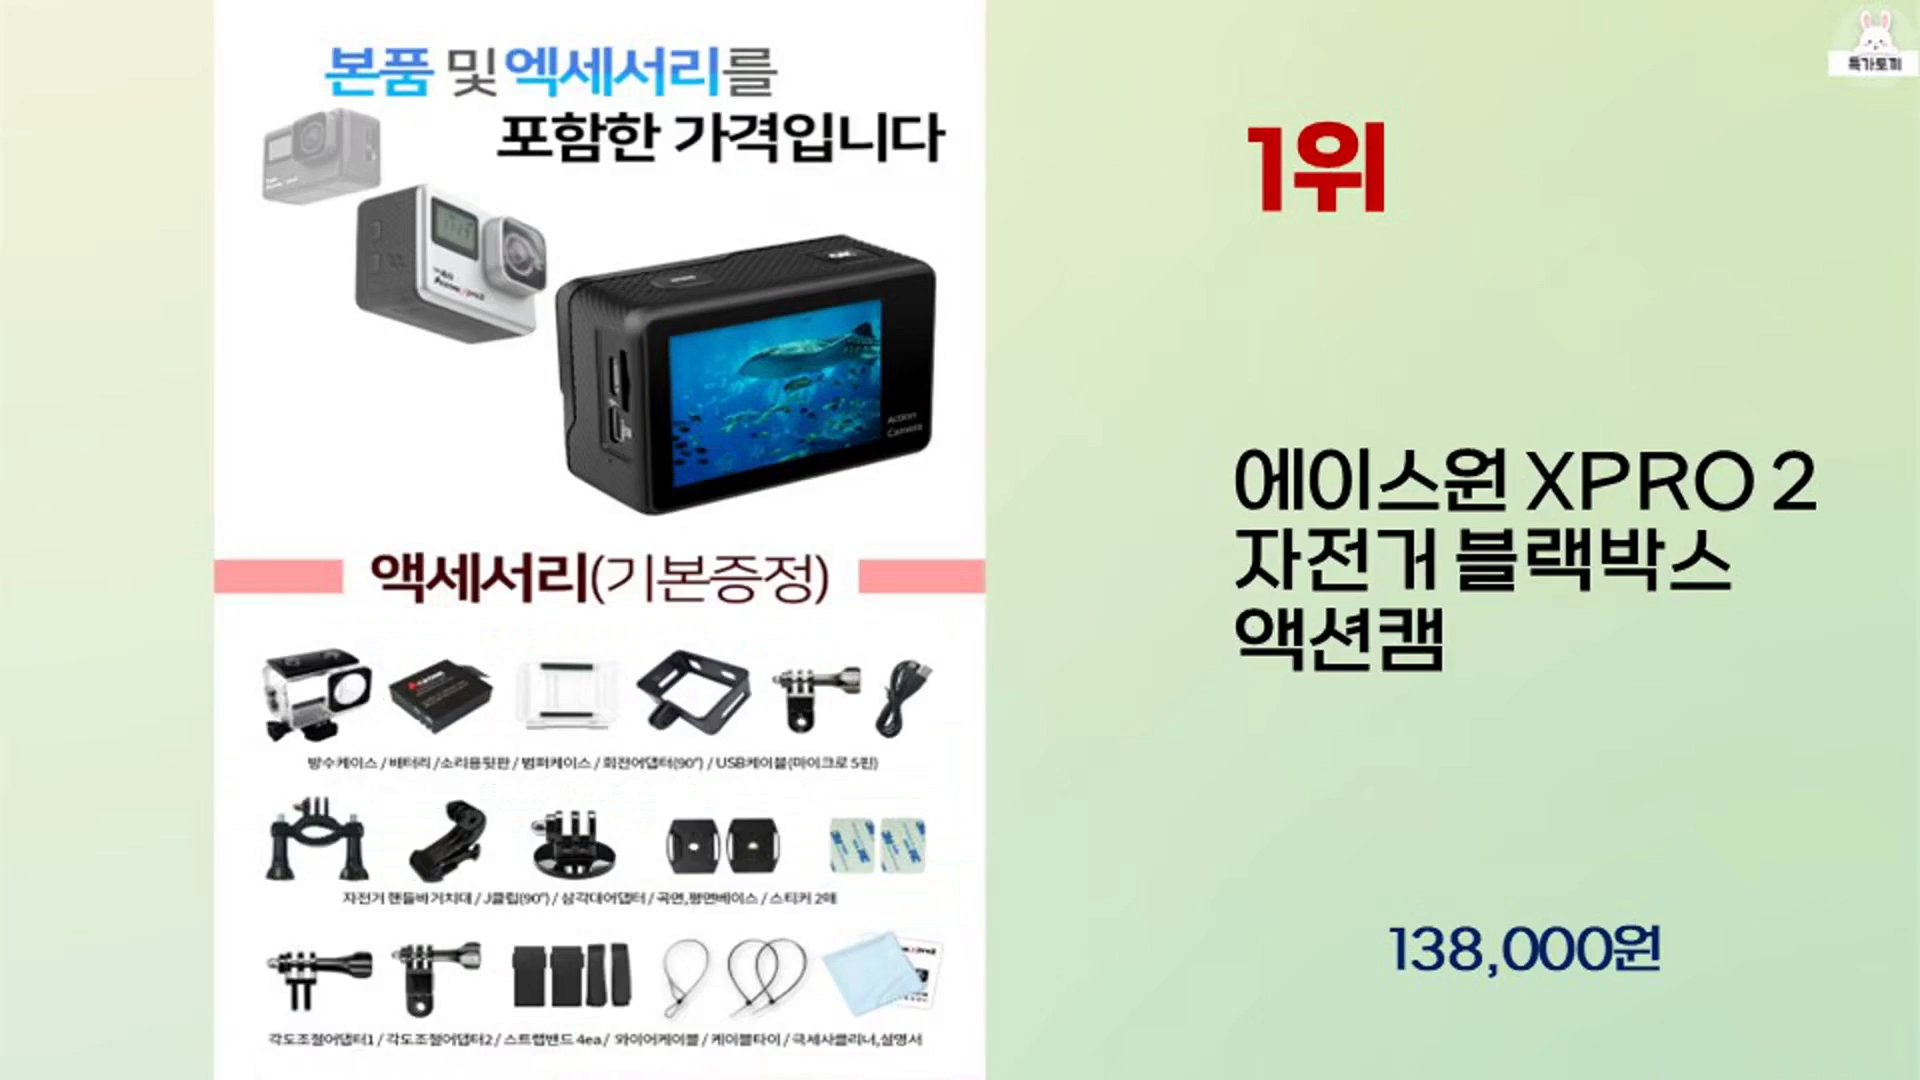 본품 및 엑세서리를
포함한 가격입니다
Action
Camera
액세서리(기본증정)
방수케이스 / 배터리 /소리용뒷판 / 범퍼케이스 / 회전어댑터(90°) / USB케이블(마이크로 5핀)
자전거 핸들바거치대 / J클립(90°) / 삼각대어댑터 / 곡면,평면베이스 / 스티커 2매
각도조절어댑터1 / 각도조절어댑터2 / 스트랩밴드 4ea / 와이어케이블 / 케이블타이 / 극세사클리너,설명서
특가토끼
1위
에이스원 XPRO 2
자전거 블랙박스
액션캠
138,000원